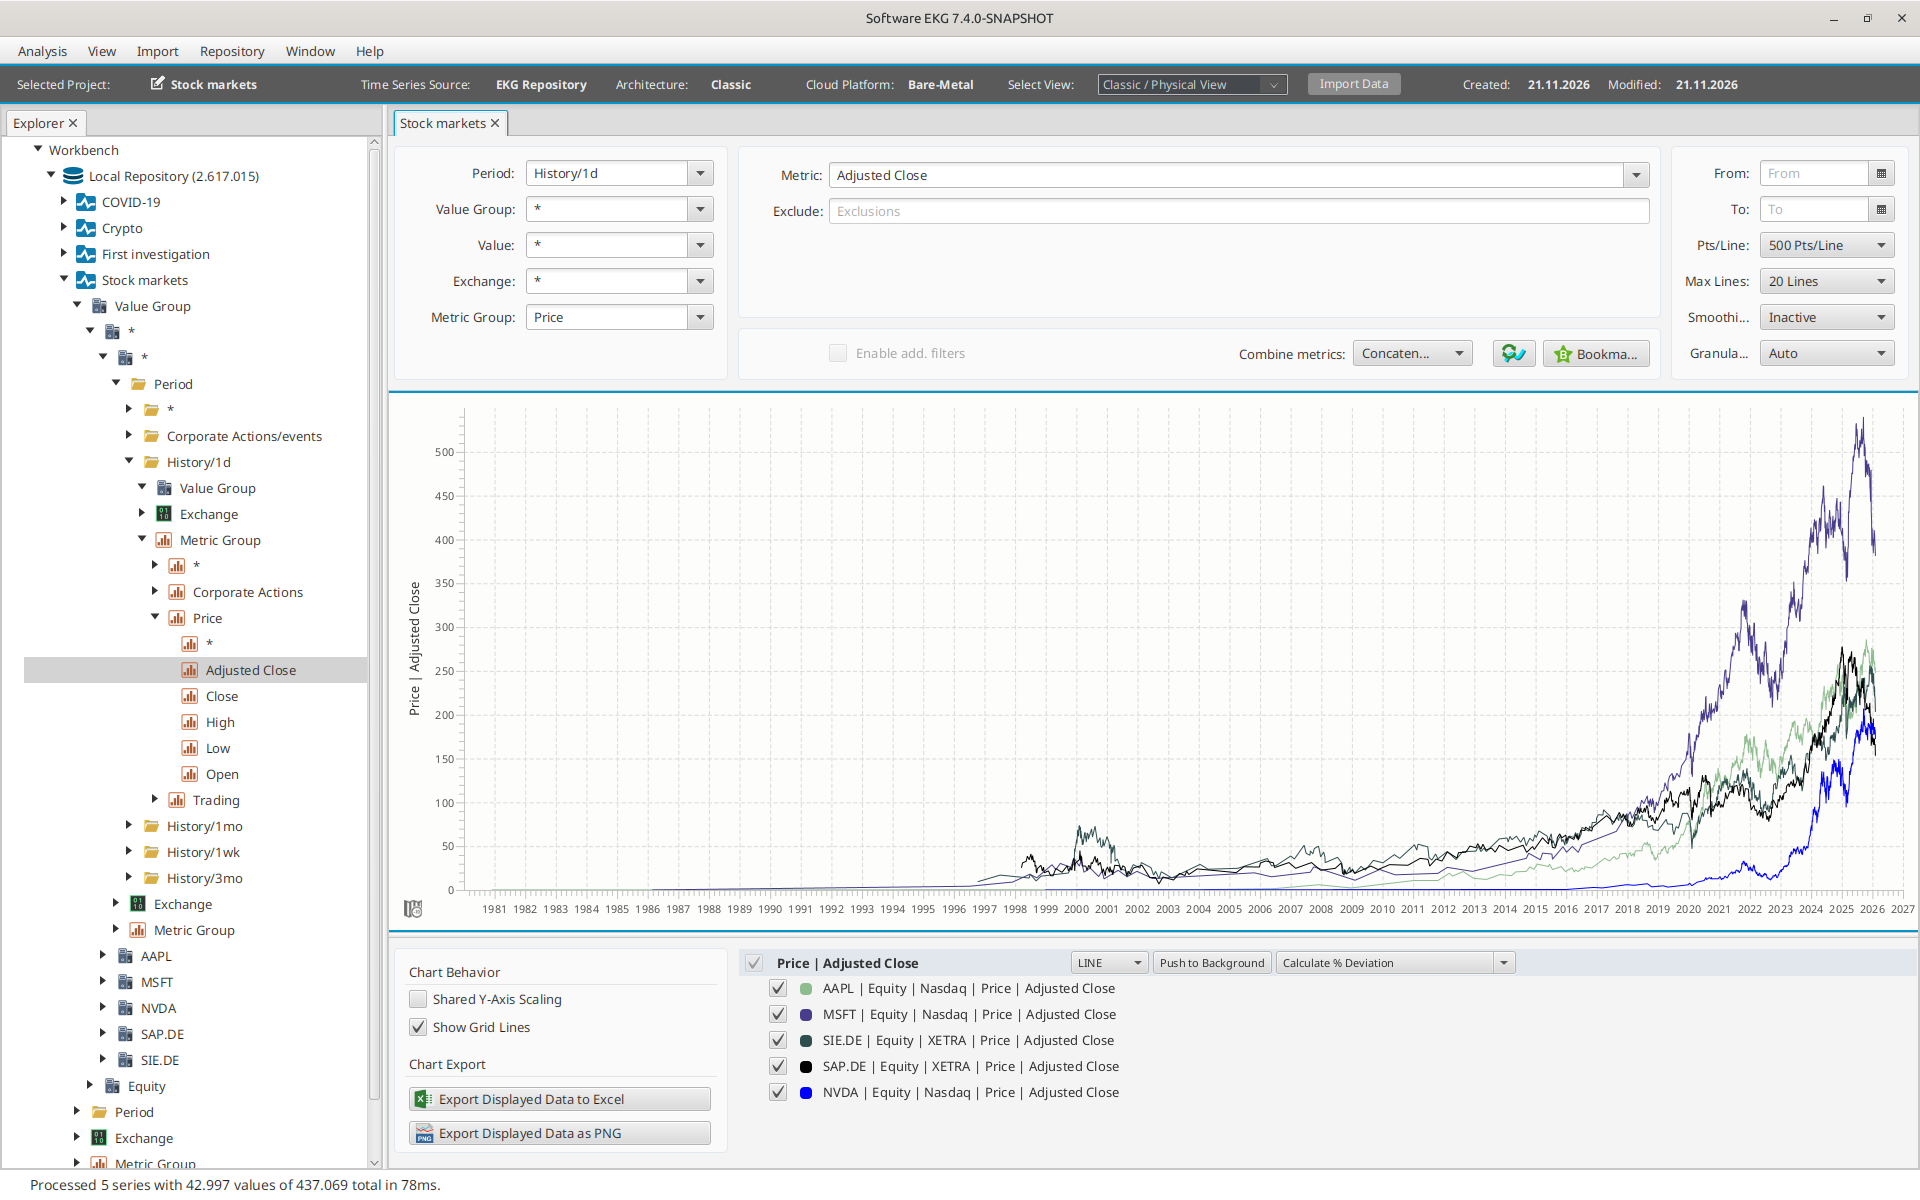 Software EKG 7.4.0-SNAPSHOT
Analysis View Import Repository Window Help
Selected Project: Stock markets Time Series Source: EKG Repository Architecture: Classic Cloud Platform: Bare-Metal Select View: Classic / Physical View Import Data Created: 21.11.2026 Modified: 21.11.2026
Explorer
Workbench
Local Repository (2.617.015)
COVID-19
Crypto
First investigation
Stock markets
Value Group
*
*
Period
*
Corporate Actions/events
History/1d
Value Group
Exchange
Metric Group
*
Corporate Actions
Price
*
Adjusted Close
Close
High
Low
Open
Trading
History/1mo
History/1wk
History/3mo
Exchange
Metric Group
AAPL
MSFT
NVDA
SAP.DE
SIE.DE
Equity
Period
Exchange
Metric Group
Stock markets
Period: History/1d
Value Group: *
Value: *
Exchange: *
Metric Group: Price
Metric: Adjusted Close
Exclude: Exclusions
Enable add. filters Combine metrics: Concaten... Bookma...
From: From
To: To
Pts/Line: 500 Pts/Line
Max Lines: 20 Lines
Smoothi... Inactive
Granula... Auto
Price | Adjusted Close
500
450
400
350
300
250
200
150
100
50
0
1981 1982 1983 1984 1985 1986 1987 1988 1989 1990 1991 1992 1993 1994 1995 1996 1997 1998 1999 2000 2001 2002 2003 2004 2005 2006 2007 2008 2009 2010 2011 2012 2013 2014 2015 2016 2017 2018 2019 2020 2021 2022 2023 2024 2025 2026 2027
Chart Behavior
Shared Y-Axis Scaling
Show Grid Lines
Chart Export
Export Displayed Data to Excel
Export Displayed Data as PNG
Price | Adjusted Close LINE Push to Background Calculate % Deviation
AAPL | Equity | Nasdaq | Price | Adjusted Close
MSFT | Equity | Nasdaq | Price | Adjusted Close
SIE.DE | Equity | XETRA | Price | Adjusted Close
SAP.DE | Equity | XETRA | Price | Adjusted Close
NVDA | Equity | Nasdaq | Price | Adjusted Close
Processed 5 series with 42.997 values of 437.069 total in 78ms.